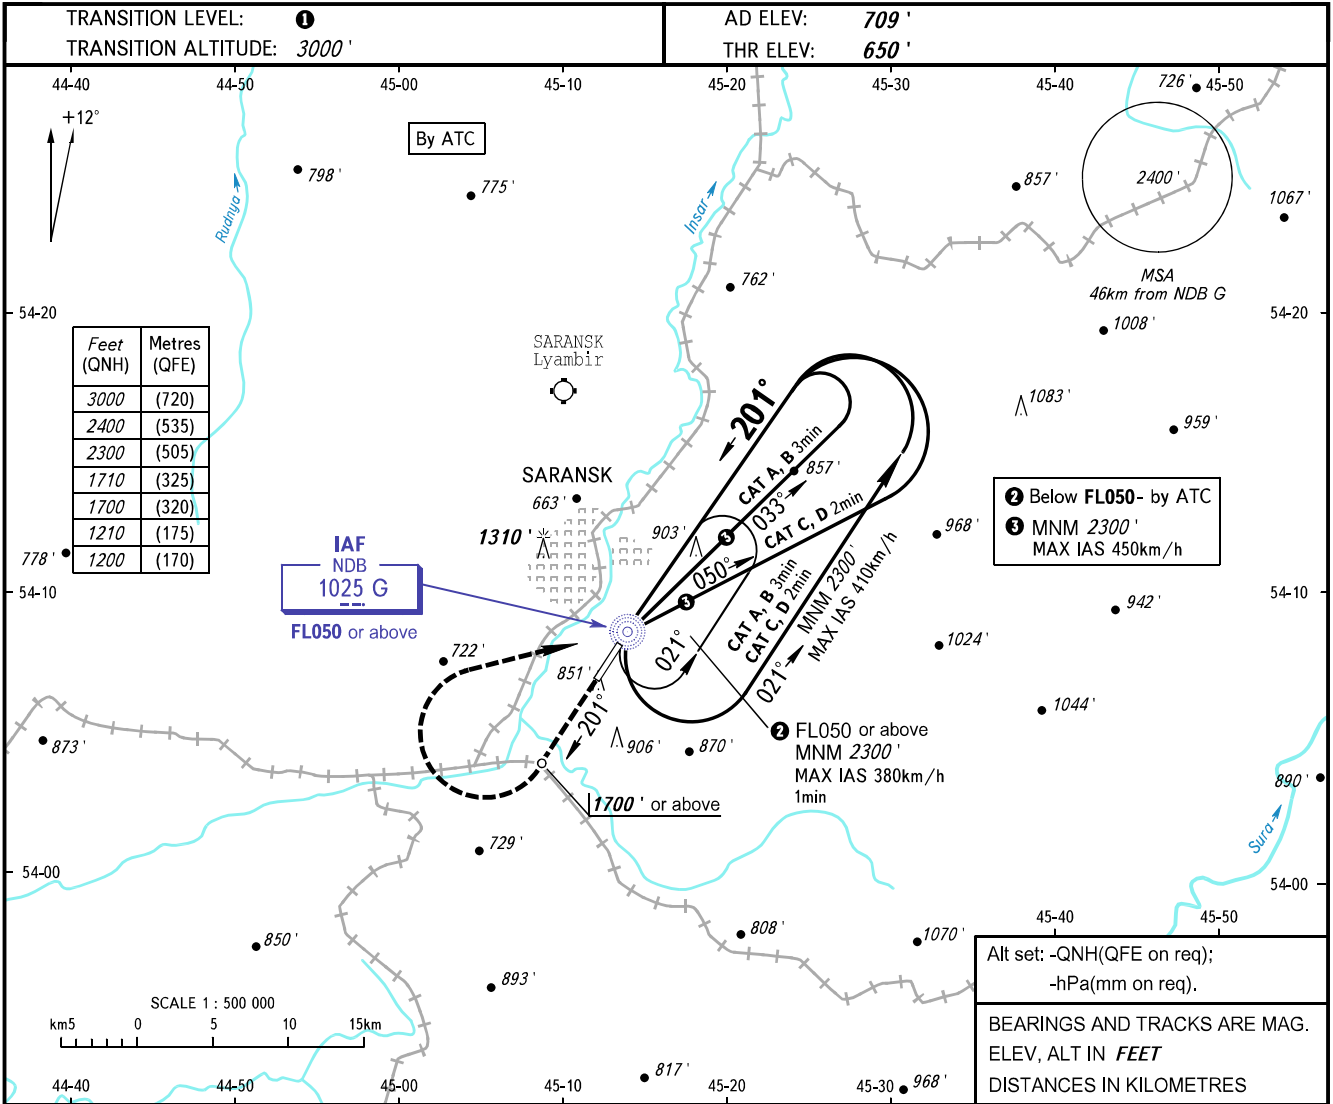 TRANSITION LEVEL: ❶
TRANSITION ALTITUDE: 3000 '
AD ELEV: 709 '
THR ELEV: 650 '
44-40 44-50 45-00 45-10 45-20 45-30 45-40 45-50
726 '
+12°
By ATC
798 '
775 '
857 '
2400 '
1067 '
Rudnya
Insar
MSA
46km from NDB G
762 '
1008 '
54-20
54-20
Feet (QNH) Metres (QFE)
3000 (720)
2400 (535)
2300 (505)
1710 (325)
1700 (320)
1210 (175)
1200 (170)
SARANSK
Lyambir
1083 '
959 '
201°
CAT A, B 3min
857 '
033°
CAT C, D 2min
050°
SARANSK
663 '
1310 '
903 '
❸
❸
968 '
❷ Below FL050- by ATC
❸ MNM 2300 '
MAX IAS 450km/h
778 '
54-10
54-10
IAF
NDB
1025 G
FL050 or above
942 '
1024 '
CAT A, B 3min
CAT C, D 2min
021°
MNM 2300 '
MAX IAS 410km/h
021°
722 '
851 '
201°
906 '
870 '
1044 '
❷ FL050 or above
MNM 2300 '
MAX IAS 380km/h
1min
873 '
890 '
Sura
1700 ' or above
729 '
54-00
54-00
45-40 45-50
850 '
808 '
1070 '
893 '
Alt set: -QNH(QFE on req);
-hPa(mm on req).
SCALE 1 : 500 000
km5 0 5 10 15km
BEARINGS AND TRACKS ARE MAG.
ELEV, ALT IN FEET
DISTANCES IN KILOMETRES
817 '
968 '
44-40 44-50 45-00 45-10 45-20 45-30